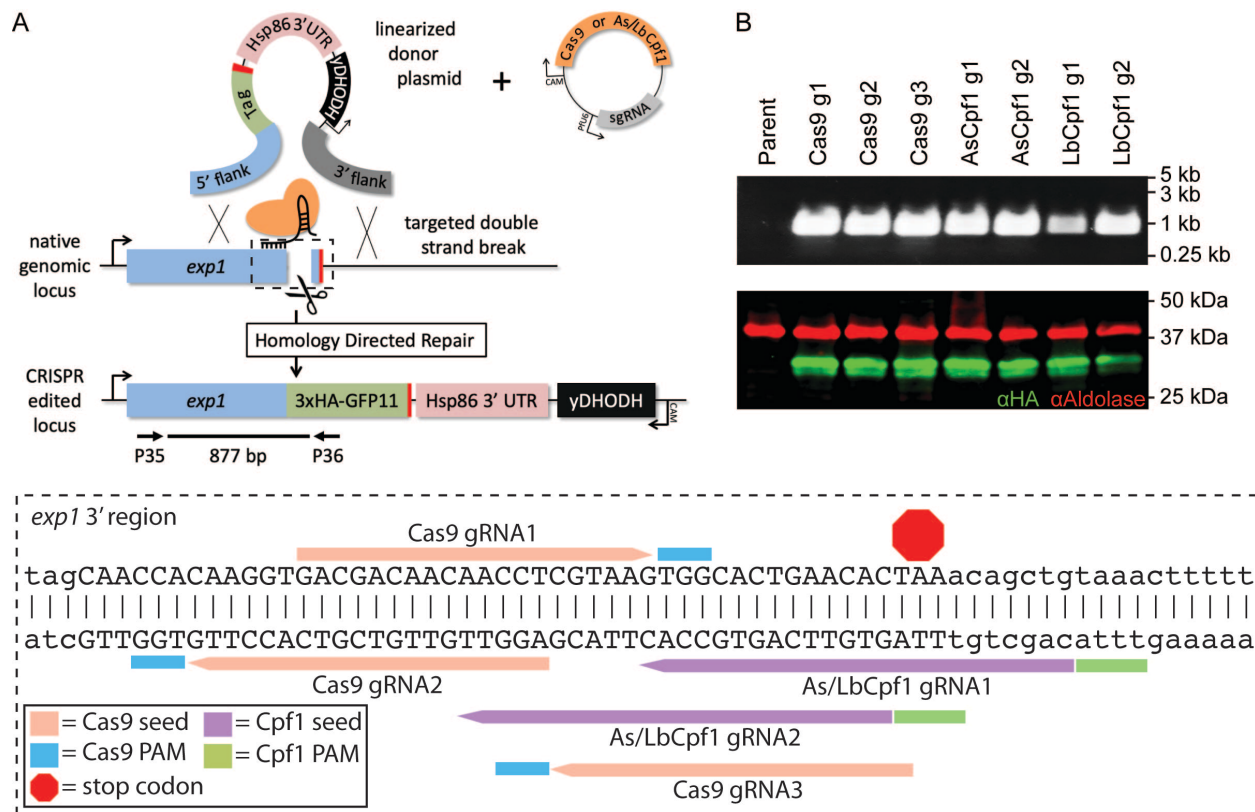 A
Hsp86 3'UTR
yDHODH
Tag
5' flank
3' flank
linearized
donor
plasmid
+
Cas9 or As/LbCpf1
CAM
sgRNA
PfU6
native
genomic
locus
exp1
targeted double
strand break
Homology Directed Repair
CRISPR
edited
locus
exp1
3xHA-GFP11
Hsp86 3' UTR
yDHODH
CAM
P35
877 bp
P36
B
Parent
Cas9 g1
Cas9 g2
Cas9 g3
AsCpf1 g1
AsCpf1 g2
LbCpf1 g1
LbCpf1 g2
5 kb
3 kb
1 kb
0.25 kb
50 kDa
37 kDa
25 kDa
αHA αAldolase
exp1 3' region
Cas9 gRNA1
tagCAACCACAAGGTGACGACAACAACCTCGTAAGTGGCACTGAACACTAAacagctgtaaactttttt
atcGTTGGTGTTCCACTGCTGTTGTTGGAGCATTCACCGTGACTTGTGATTtgtcgacatttgaaaaaa
Cas9 gRNA2
As/LbCpf1 gRNA1
As/LbCpf1 gRNA2
Cas9 gRNA3
= Cas9 seed
= Cpf1 seed
= Cas9 PAM
= Cpf1 PAM
= stop codon